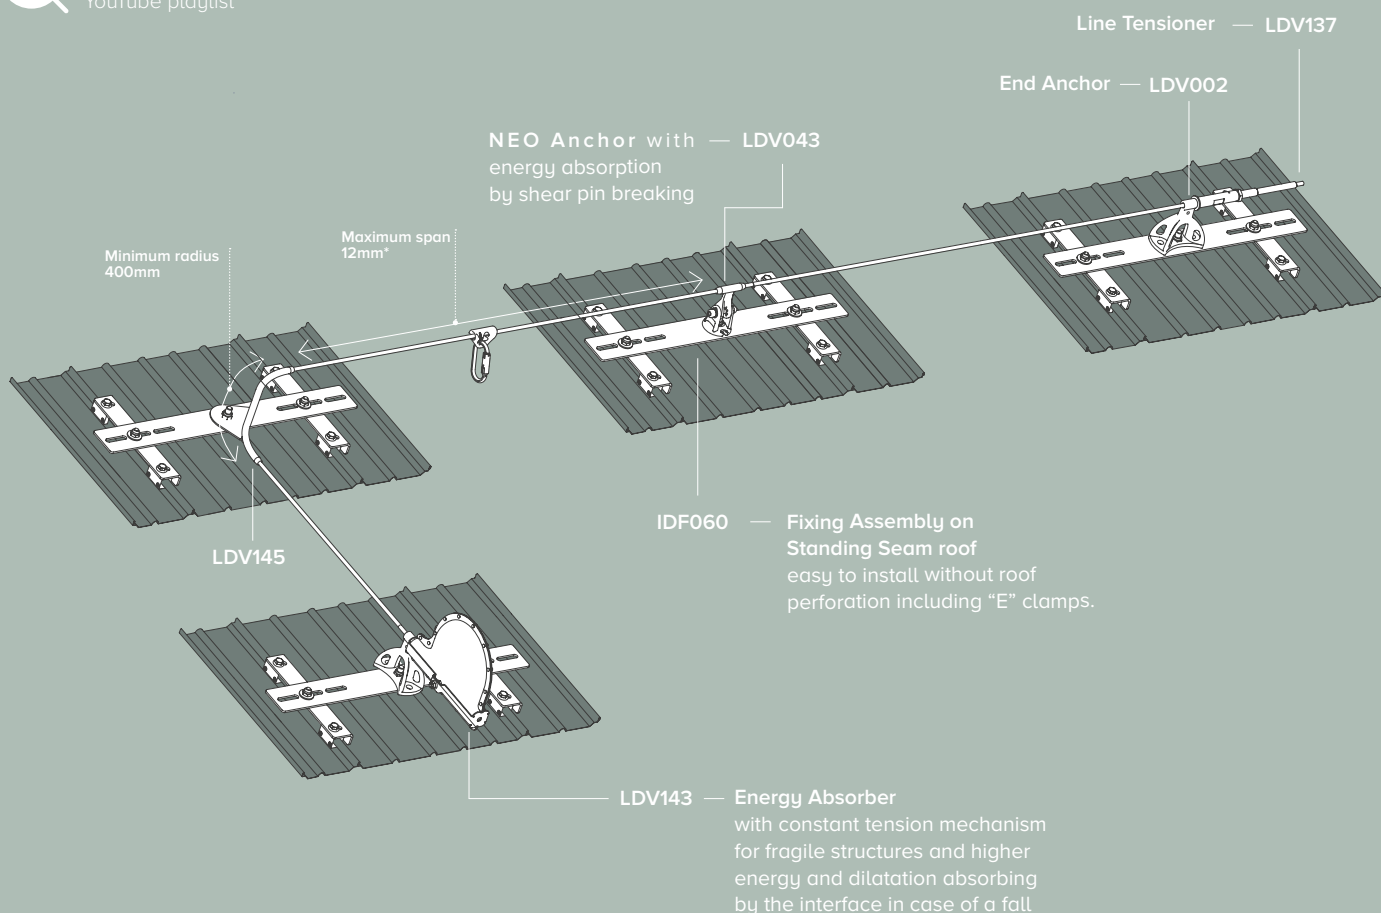 YouTube playlist
Line Tensioner — LDV137
End Anchor — LDV002
NEO Anchor with — LDV043
energy absorption
by shear pin breaking
Maximum span
12mm*
Minimum radius
400mm
IDF060 — Fixing Assembly on
Standing Seam roof
easy to install without roof
perforation including “E” clamps.
LDV145
LDV143 — Energy Absorber
with constant tension mechanism
for fragile structures and higher
energy and dilatation absorbing
by the interface in case of a fall